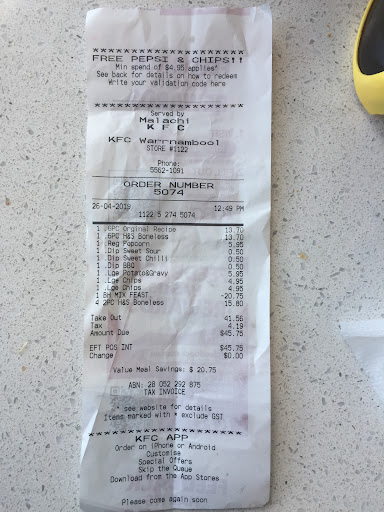 *************************
FREE PEPSI & CHIPS!!
Min spend of $4.95 applies*
See back for details on how to redeem
Write your validation code here
*************************
Served by
Malachi
K F C
KFC Warrnambool
STORE #1122
Phone:
5562-1091
ORDER NUMBER
5074
26-04-2019 12:49 PM
1122 5 274 5074
1 .6PC Orginal Recipe 13.70
1 .6PC H&S Boneless 13.70
1 .Reg Popcorn 5.95
1 .Dip Sweet Sour 0.50
1 .Dip Sweet Chilli 0.50
1 .Dip BBQ 0.50
1 .Lge Potato&Gravy 5.95
1 .Lge Chips 4.95
1 .Lge Chips 4.95
1 8H MIX FEAST -20.75
4 2PC H&S Boneless 15.80
Take Out 41.56
Tax 4.19
Amount Due $45.75
EFT POS INT $45.75
Change $0.00
Value Meal Savings: $ 20.75
ABN: 28 052 292 875
TAX INVOICE
* see website for details
Items marked with * exclude GST
*************************
KFC APP
Order on iPhone or Android
Customise
Special Offers
Skip the Queue
Download from the App Stores
Please come again soon